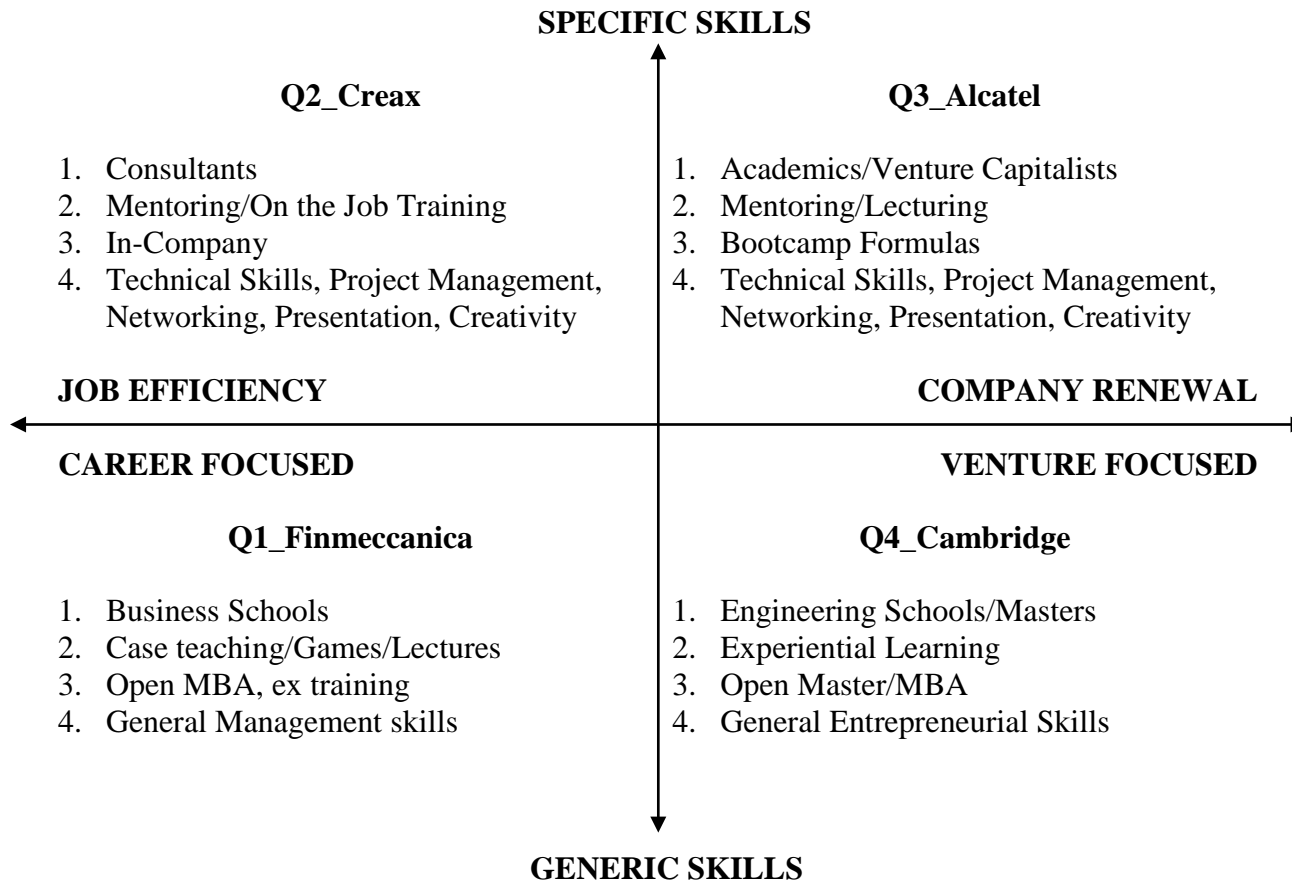 SPECIFIC SKILLS
Q2_Creax
1. Consultants
2. Mentoring/On the Job Training
3. In-Company
4. Technical Skills, Project Management,
Networking, Presentation, Creativity
Q3_Alcatel
1. Academics/Venture Capitalists
2. Mentoring/Lecturing
3. Bootcamp Formulas
4. Technical Skills, Project Management,
Networking, Presentation, Creativity
JOB EFFICIENCY
COMPANY RENEWAL
CAREER FOCUSED
VENTURE FOCUSED
Q1_Finmeccanica
1. Business Schools
2. Case teaching/Games/Lectures
3. Open MBA, ex training
4. General Management skills
Q4_Cambridge
1. Engineering Schools/Masters
2. Experiential Learning
3. Open Master/MBA
4. General Entrepreneurial Skills
GENERIC SKILLS